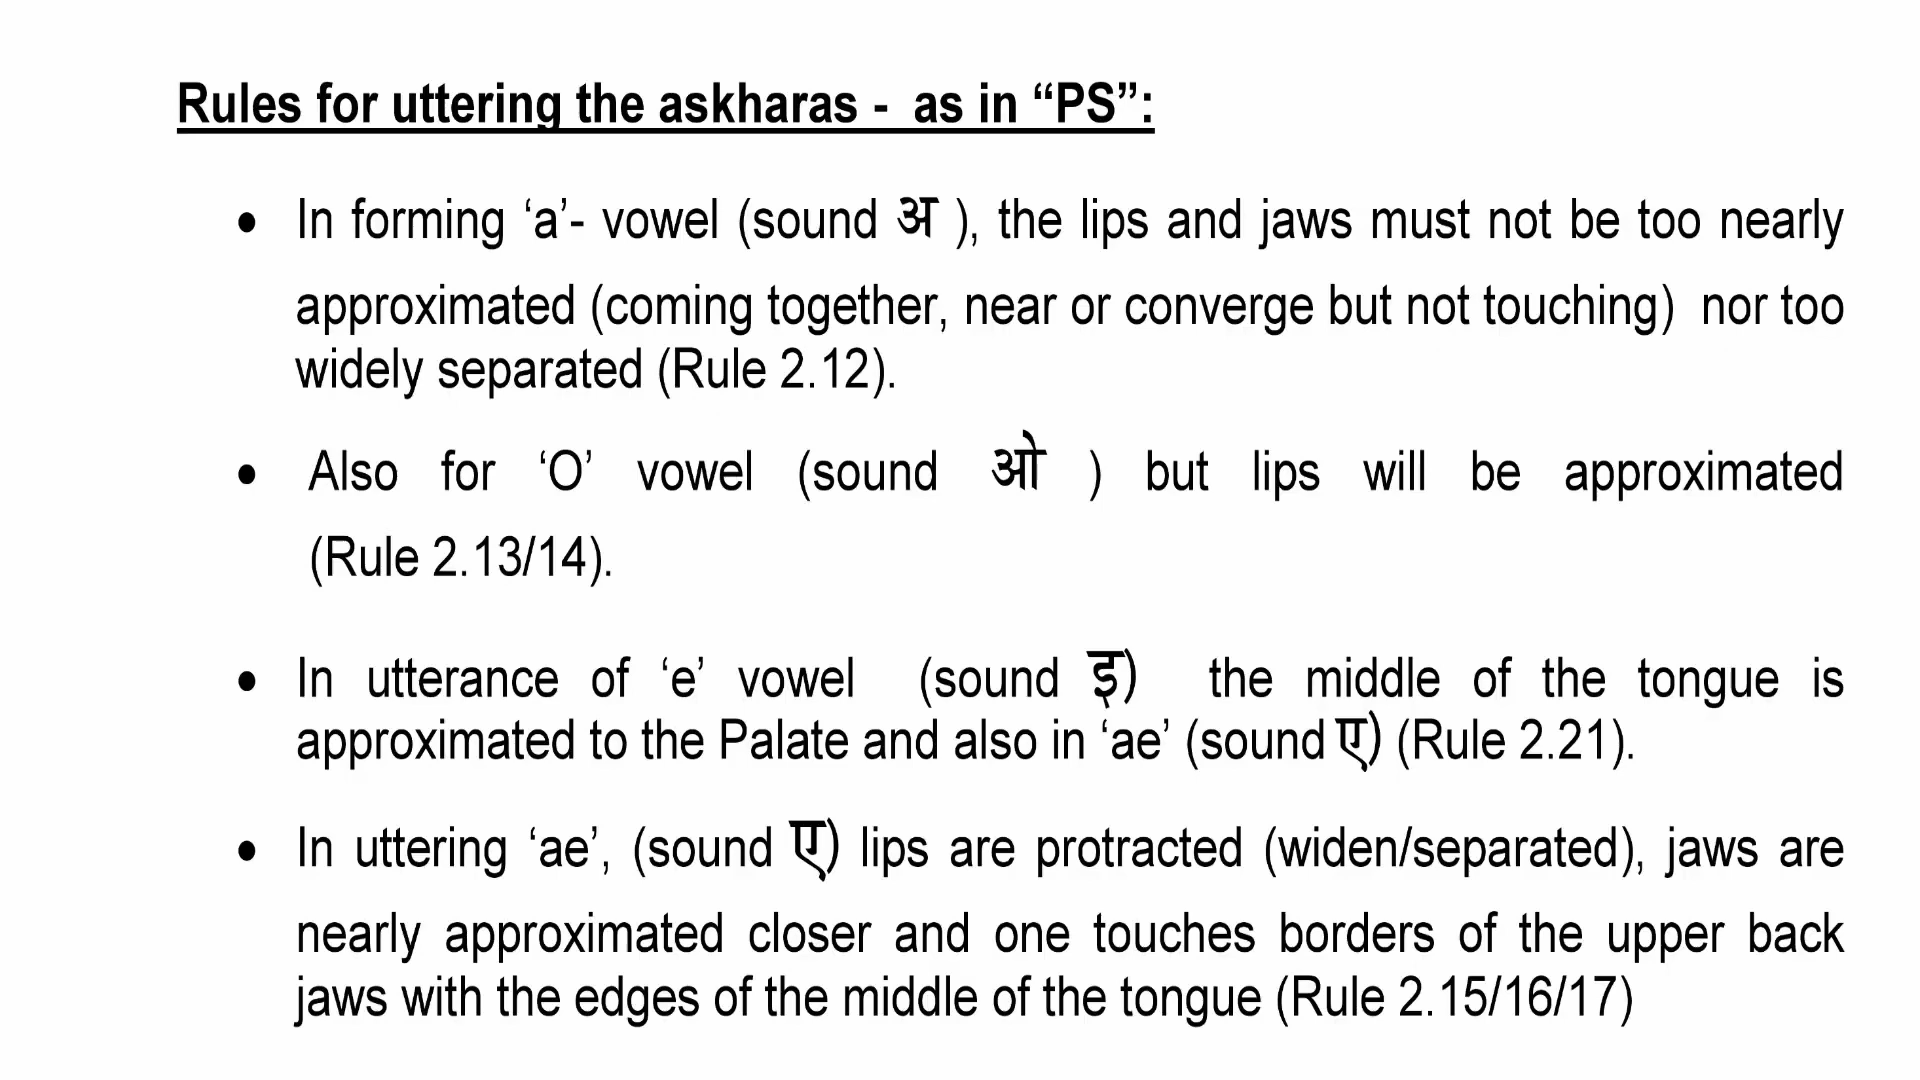 Rules for uttering the askharas - as in “PS”:
• In forming ‘a’- vowel (sound अ ), the lips and jaws must not be too nearly
approximated (coming together, near or converge but not touching) nor too
widely separated (Rule 2.12).
• Also for ‘O’ vowel (sound ओ ) but lips will be approximated
(Rule 2.13/14).
• In utterance of ‘e’ vowel (sound इ) the middle of the tongue is
approximated to the Palate and also in ‘ae’ (sound ए) (Rule 2.21).
• In uttering ‘ae’, (sound ए) lips are protracted (widen/separated), jaws are
nearly approximated closer and one touches borders of the upper back
jaws with the edges of the middle of the tongue (Rule 2.15/16/17)